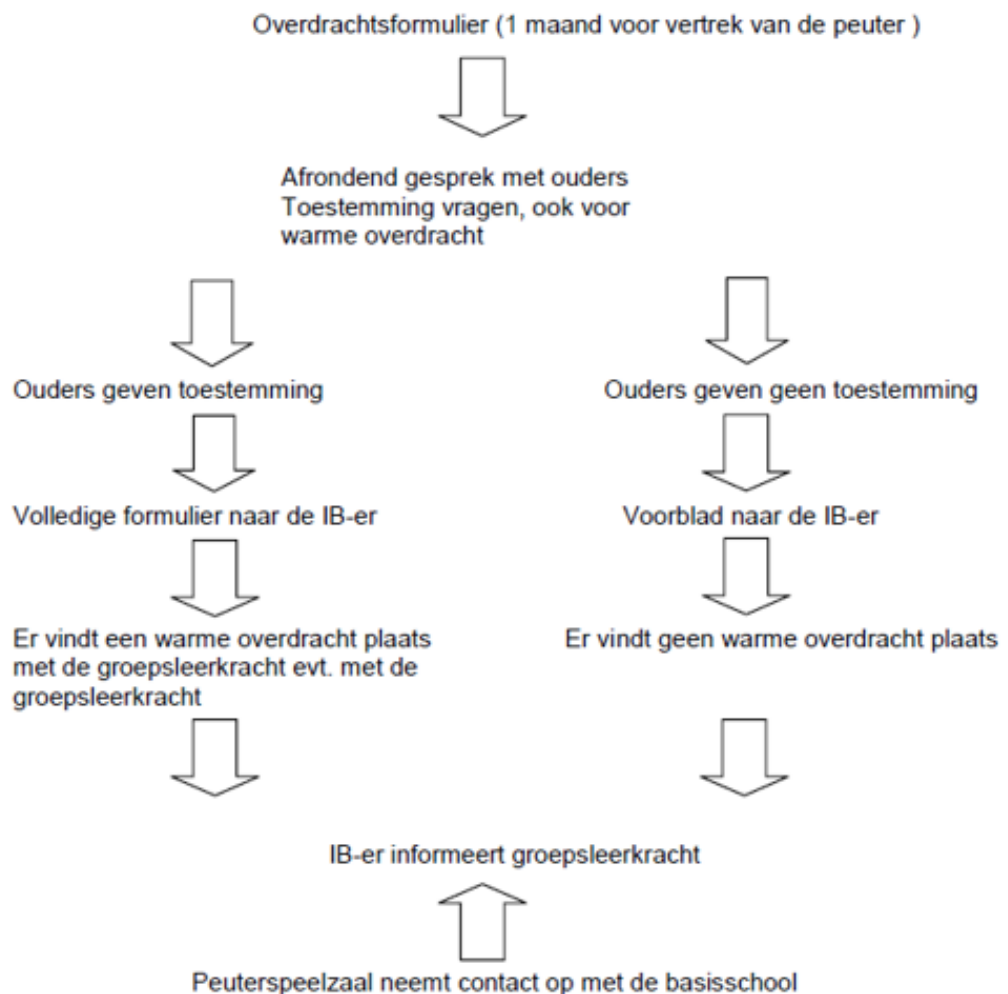 Overdrachtsformulier (1 maand voor vertrek van de peuter )
Afrondend gesprek met ouders
Toestemming vragen, ook voor
warme overdracht
Ouders geven toestemming
Ouders geven geen toestemming
Volledige formulier naar de IB-er
Voorblad naar de IB-er
Er vindt een warme overdracht plaats
met de groepsleerkracht evt. met de
groepsleerkracht
Er vindt geen warme overdracht plaats
IB-er informeert groepsleerkracht
Peuterspeelzaal neemt contact op met de basisschool